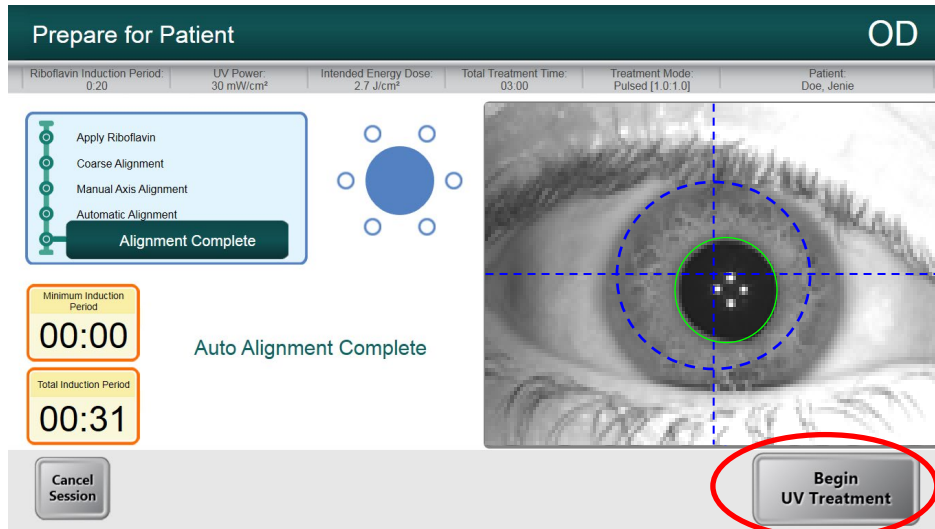 Prepare for Patient
OD
Riboflavin Induction Period:
0:20
UV Power:
30 mW/cm²
Intended Energy Dose:
2.7 J/cm²
Total Treatment Time:
03:00
Treatment Mode:
Pulsed [1.0:1.0]
Patient:
Doe, Jenie
Apply Riboflavin
Coarse Alignment
Manual Axis Alignment
Automatic Alignment
Alignment Complete
Minimum Induction
Period
00:00
Auto Alignment Complete
Total Induction Period
00:31
Cancel
Session
Begin
UV Treatment